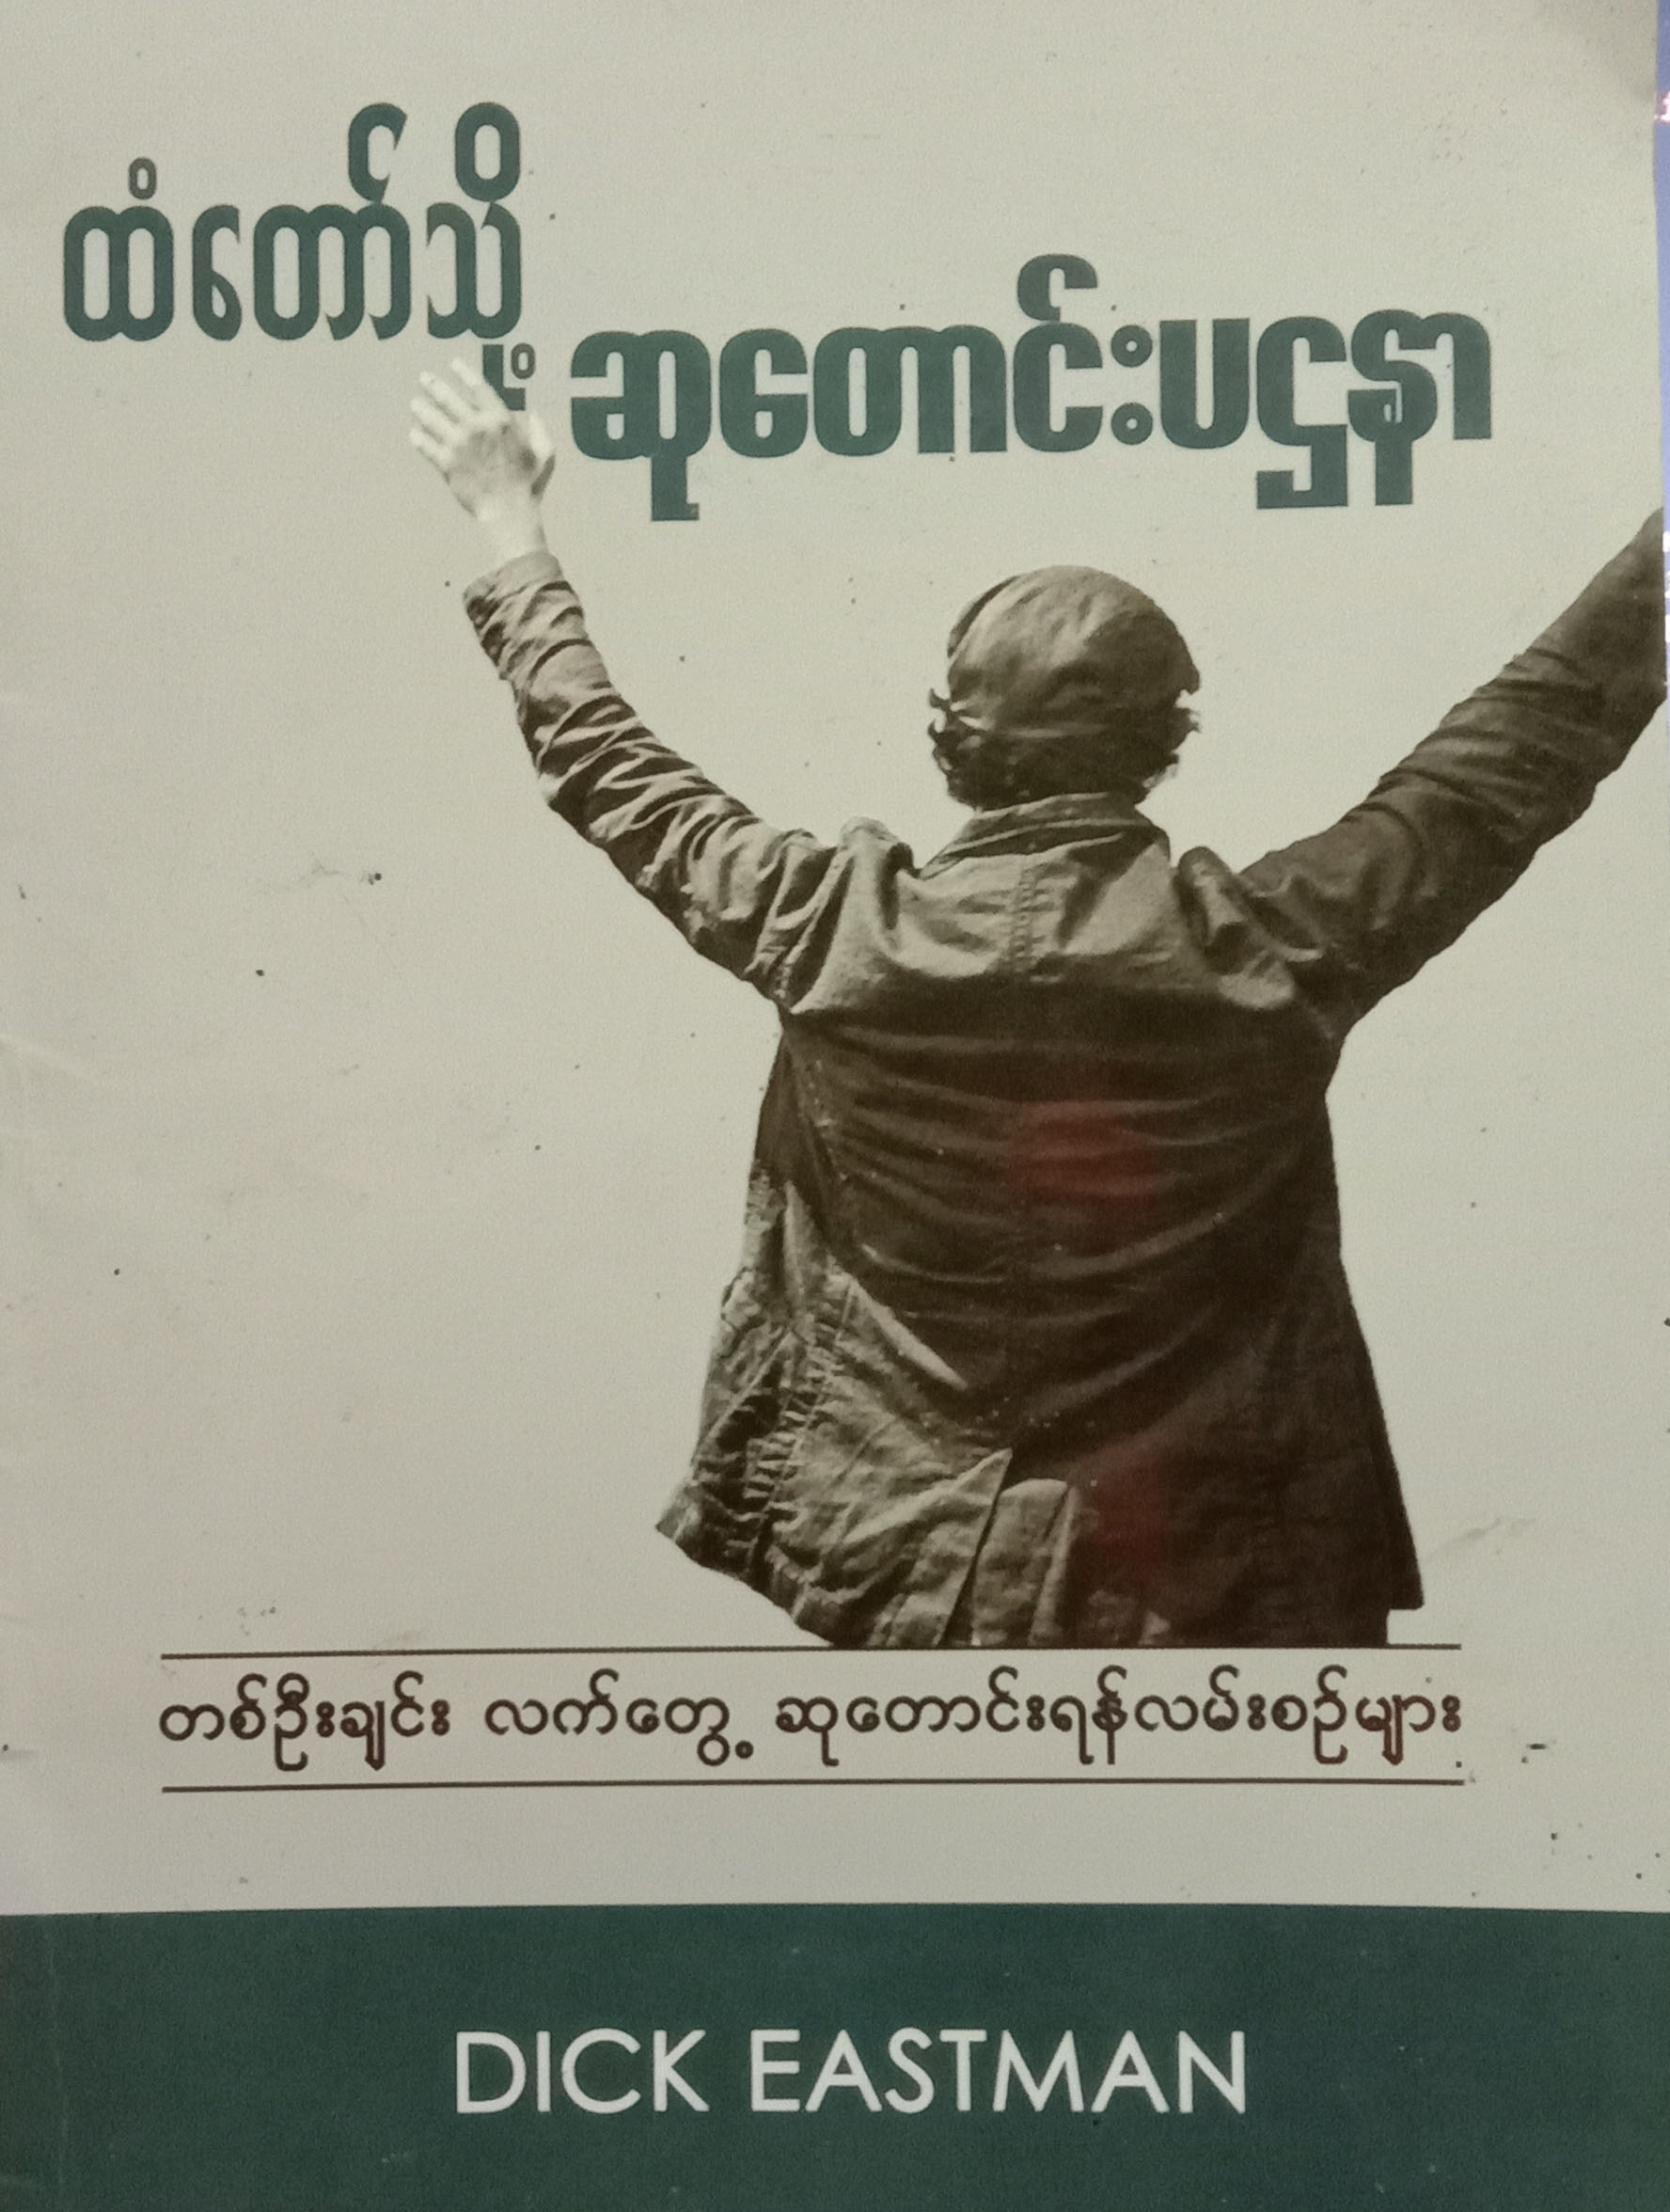 ထံတော်သို့
ဆုတောင်းပဌနာ
တစ်ဦးချင်း လက်တွေ့ ဆုတောင်းရန်လမ်းစဉ်များ
DICK EASTMAN